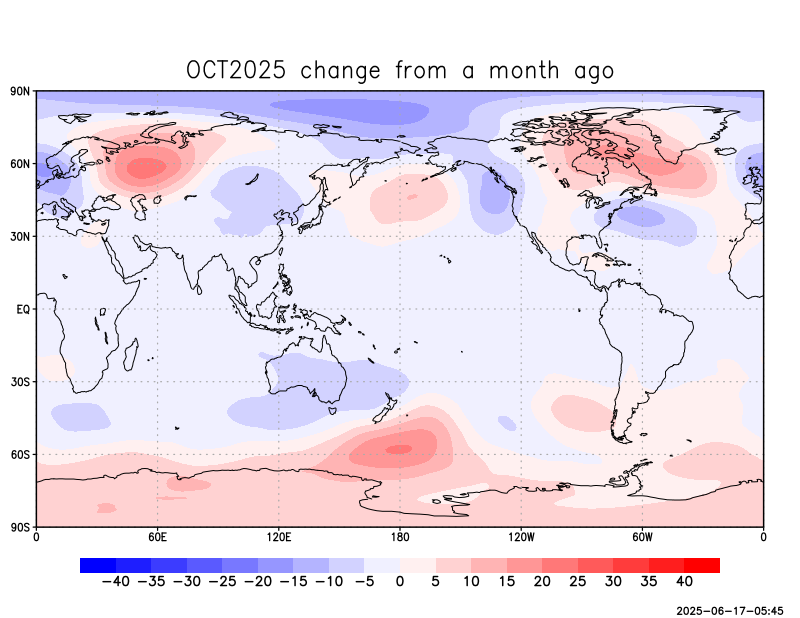 OCT2025 change from a month ago
90N
60N
30N
EQ
30S
60S
90S
0 60E 120E 180 120W 60W 0
−40 −35 −30 −25 −20 −15 −10 −5 0 5 10 15 20 25 30 35 40
2025-06-17-05:45